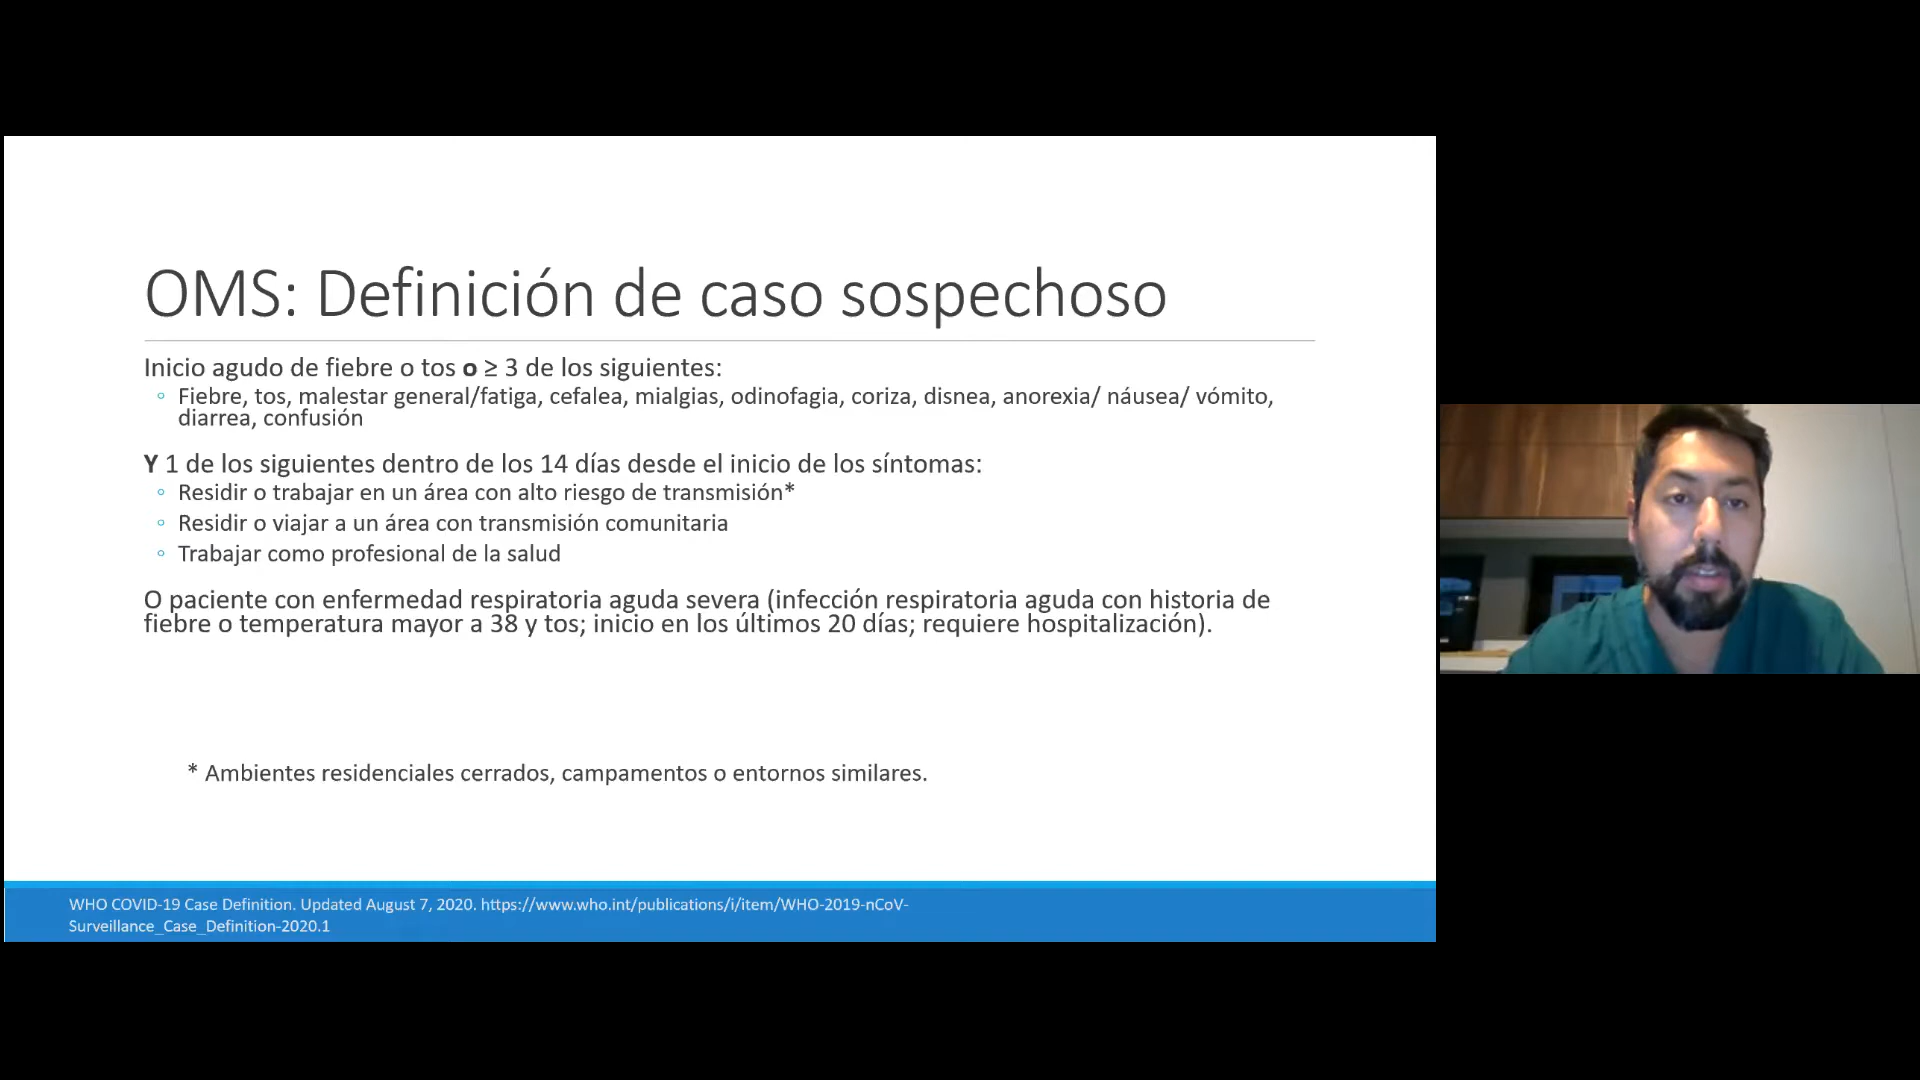 OMS: Definición de caso sospechoso
Inicio agudo de fiebre o tos o ≥ 3 de los siguientes:
◦ Fiebre, tos, malestar general/fatiga, cefalea, mialgias, odinofagia, coriza, disnea, anorexia/ náusea/ vómito,
diarrea, confusión
Y 1 de los siguientes dentro de los 14 días desde el inicio de los síntomas:
◦ Residir o trabajar en un área con alto riesgo de transmisión*
◦ Residir o viajar a un área con transmisión comunitaria
◦ Trabajar como profesional de la salud
O paciente con enfermedad respiratoria aguda severa (infección respiratoria aguda con historia de
fiebre o temperatura mayor a 38 y tos; inicio en los últimos 20 días; requiere hospitalización).
* Ambientes residenciales cerrados, campamentos o entornos similares.
WHO COVID-19 Case Definition. Updated August 7, 2020. https://www.who.int/publications/i/item/WHO-2019-nCoV-
Surveillance_Case_Definition-2020.1